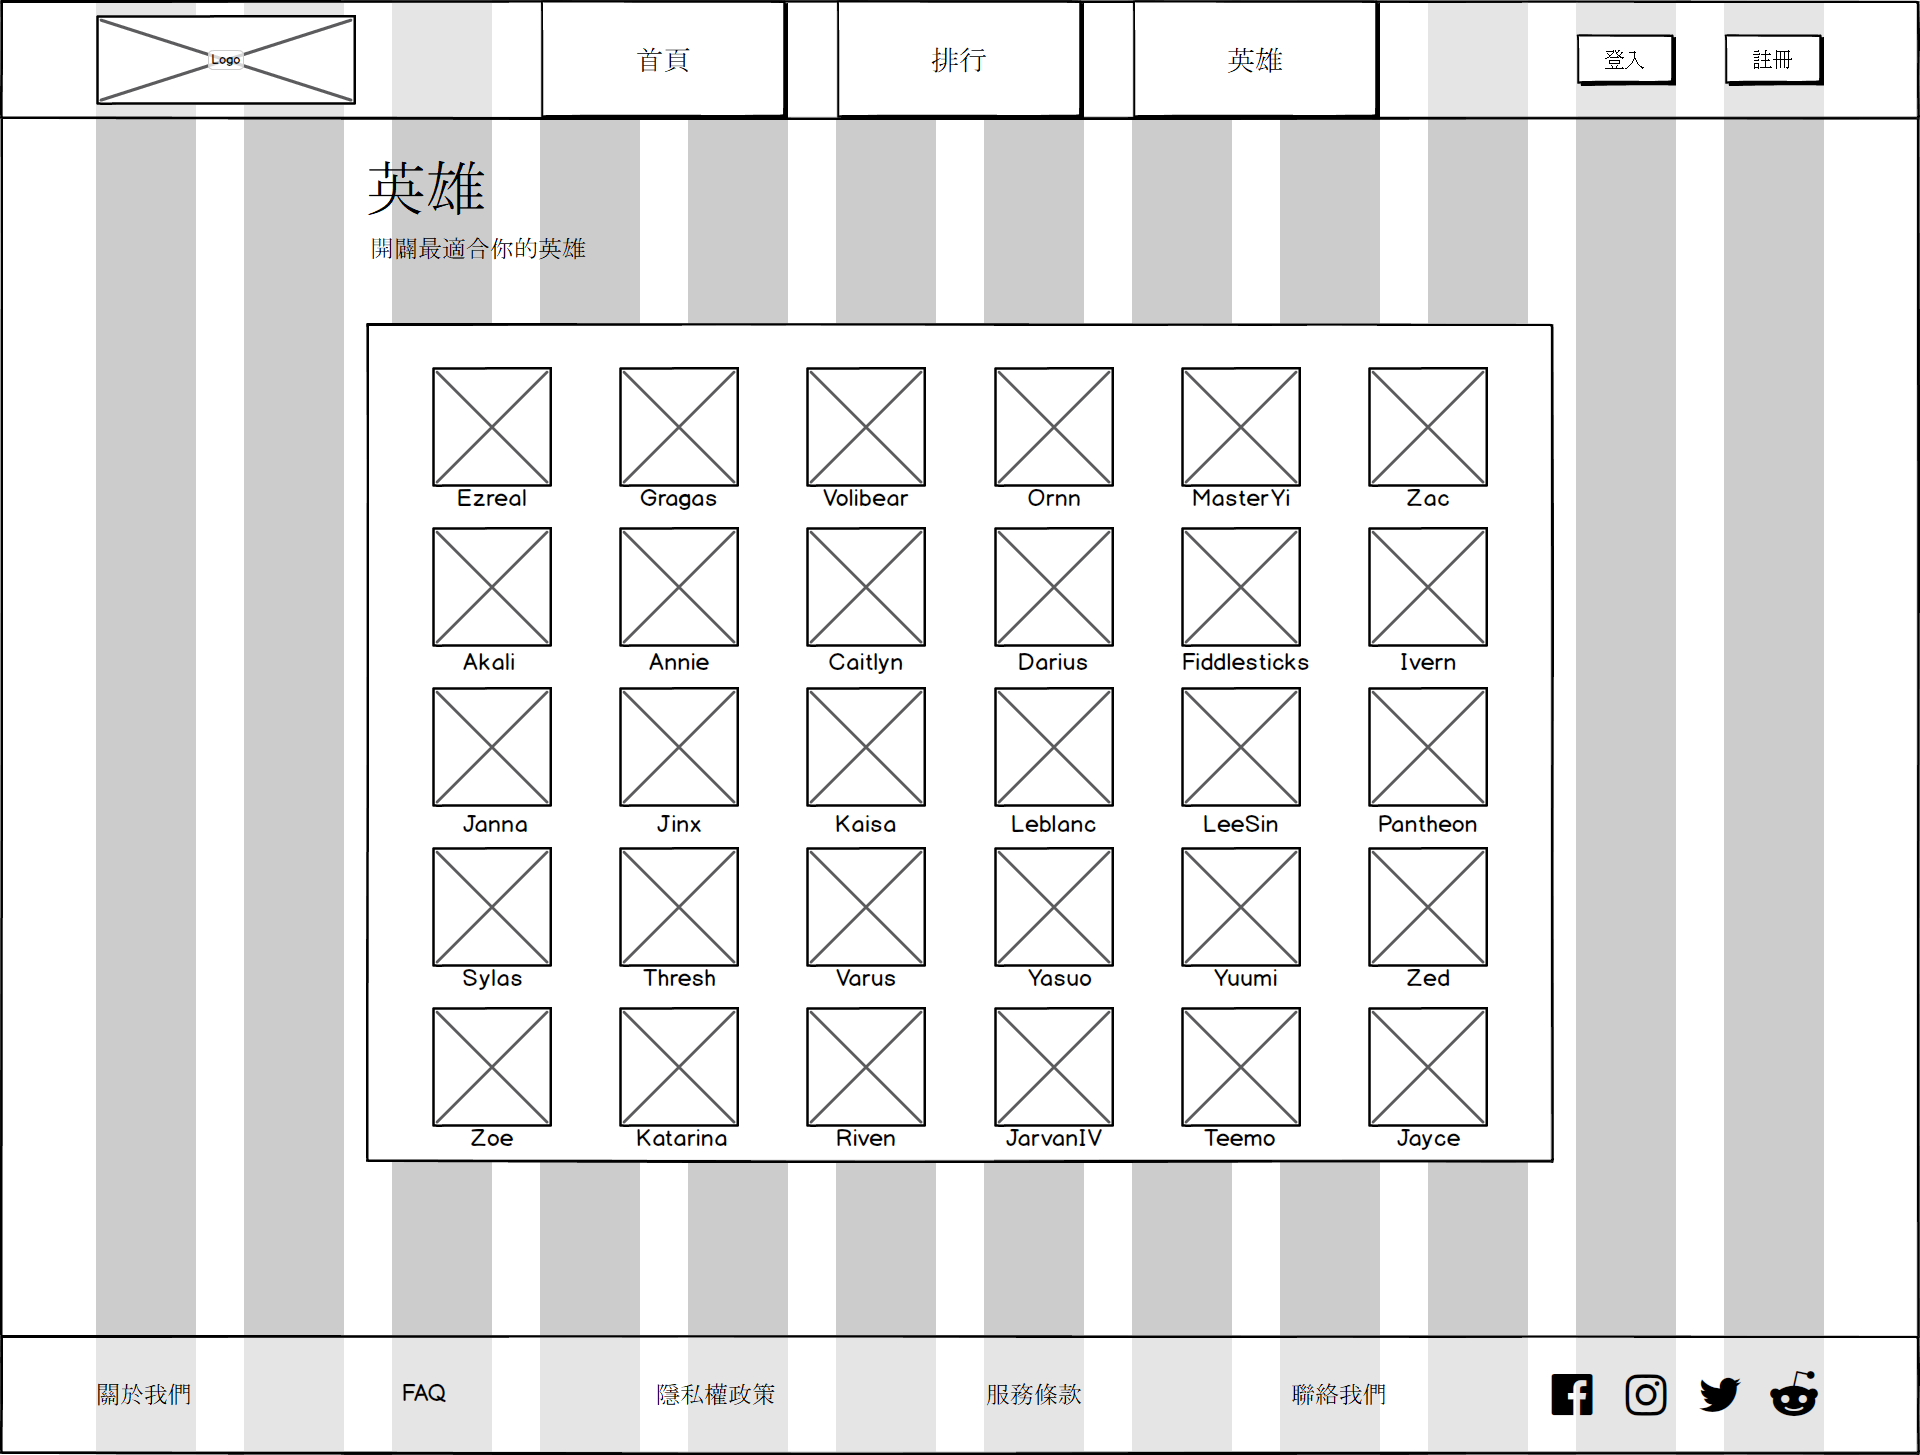 Logo
首頁
排行
英雄
登入
註冊
英雄
開闢最適合你的英雄
Ezreal
Gragas
Volibear
Ornn
MasterYi
Zac
Akali
Annie
Caitlyn
Darius
Fiddlesticks
Ivern
Janna
Jinx
Kaisa
Leblanc
LeeSin
Pantheon
Sylas
Thresh
Varus
Yasuo
Yuumi
Zed
Zoe
Katarina
Riven
JarvanIV
Teemo
Jayce
關於我們
FAQ
隱私權政策
服務條款
聯絡我們